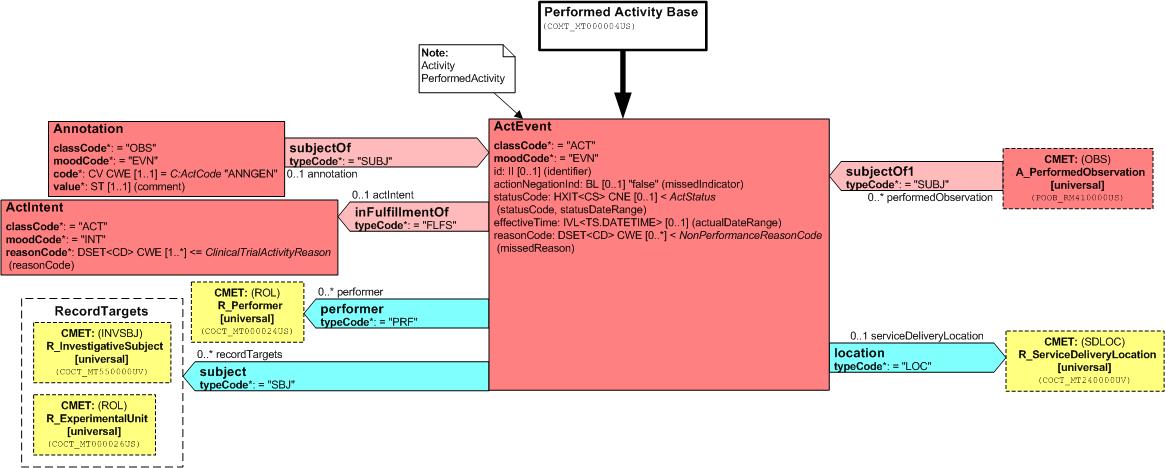 Performed Activity Base
(COMT_MT000004US)
Note:
Activity
PerformedActivity
Annotation
classCode*: = "OBS"
moodCode*: = "EVN"
code*: CV CWE [1..1] = C:ActCode "ANNGEN"
value*: ST [1..1] (comment)
subjectOf
typeCode*: = "SUBJ"
0..1 annotation
ActEvent
classCode*: = "ACT"
moodCode*: = "EVN"
id: II [0..1] (identifier)
actionNegationInd: BL [0..1] "false" (missedIndicator)
statusCode: HXIT<CS> CNE [0..1] < ActStatus
(statusCode, statusDateRange)
effectiveTime: IVL<TS.DATETIME> [0..1] (actualDateRange)
reasonCode: DSET<CD> CWE [0..*] < NonPerformanceReasonCode
(missedReason)
subjectOf1
typeCode*: = "SUBJ"
0..* performedObservation
CMET: (OBS)
A_PerformedObservation
[universal]
(POOB_RM410000US)
ActIntent
classCode*: = "ACT"
moodCode*: = "INT"
reasonCode*: DSET<CD> CWE [1..*] <= ClinicalTrialActivityReason
(reasonCode)
0..1 actIntent
inFulfillmentOf
typeCode*: = "FLFS"
CMET: (ROL)
R_Performer
[universal]
(COCT_MT000024US)
0..* performer
performer
typeCode*: = "PRF"
RecordTargets
CMET: (INVSBJ)
R_InvestigativeSubject
[universal]
(COCT_MT550000UV)
0..* recordTargets
subject
typeCode*: = "SBJ"
CMET: (ROL)
R_ExperimentalUnit
[universal]
(COCT_MT000026US)
0..1 serviceDeliveryLocation
location
typeCode*: = "LOC"
CMET: (SDLOC)
R_ServiceDeliveryLocation
[universal]
(COCT_MT240000UV)